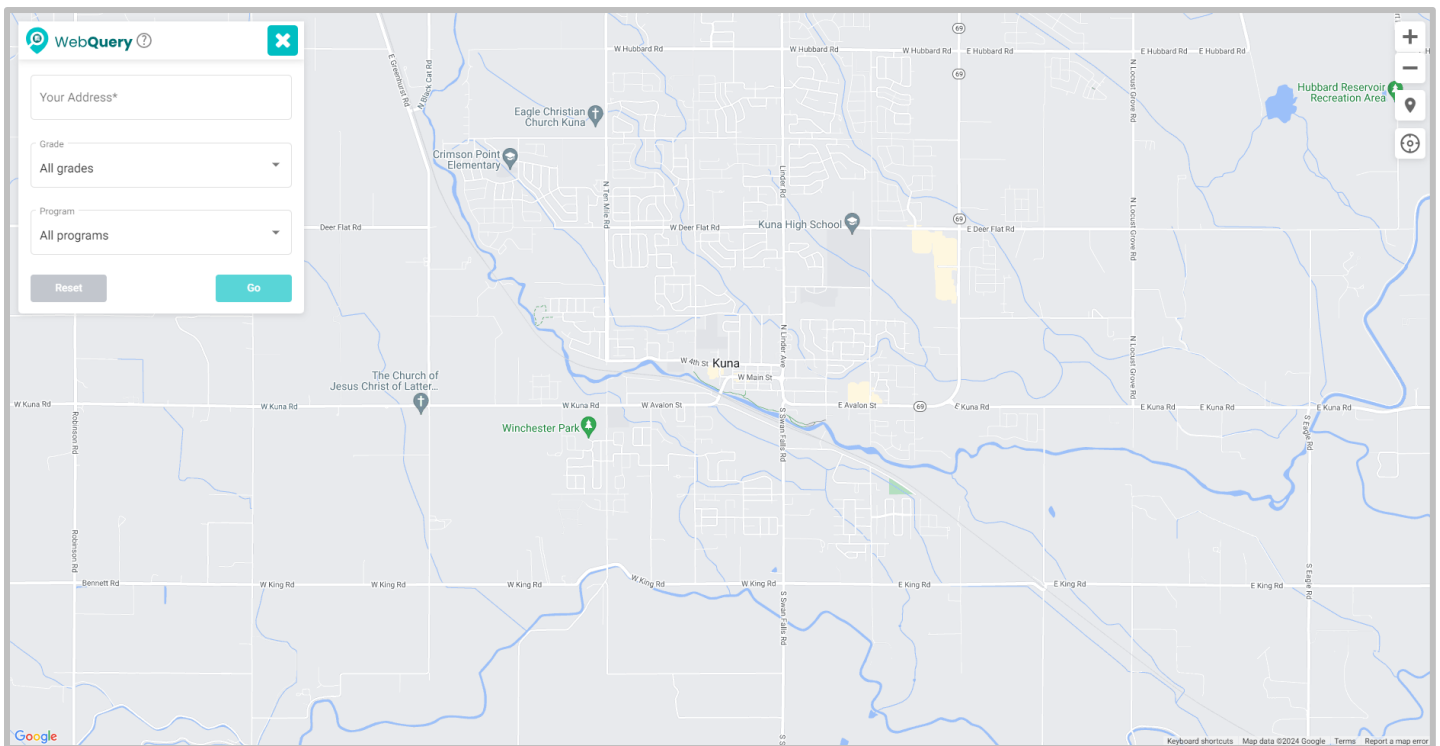 WebQuery ?
Your Address*
Grade
All grades
Program
All programs
Reset
Go
69
W Hubbard Rd
W Hubbard Rd
W Hubbard Rd
E Hubbard Rd
E Hubbard Rd
E Hubbard Rd
E Greenhurst Rd
N Black Cat Rd
69
N Locust Grove Rd
Hubbard Reservoir
Recreation Area
Eagle Christian
Church Kuna
Crimson Point
Elementary
Linder Rd
N Ten Mile Rd
N Locust Grove Rd
Deer Flat Rd
W Deer Flat Rd
Kuna High School
69
E Deer Flat Rd
N Linder Ave
N Locust Grove Rd
W 4th St
Kuna
W Main St
The Church of
Jesus Christ of Latter...
W Kuna Rd
W Kuna Rd
W Kuna Rd
W Avalon St
E Avalon St
69
E Kuna Rd
E Kuna Rd
E Kuna Rd
E Kuna Rd
Robinson Rd
Winchester Park
S Swan Falls Rd
S Eagle Rd
Robinson Rd
Bennett Rd
W King Rd
W King Rd
W King Rd
W King Rd
W King Rd
E King Rd
E King Rd
E King Rd
S Eagle Rd
S Swan Falls Rd
Google
Keyboard shortcuts
Map data ©2024 Google
Terms
Report a map error